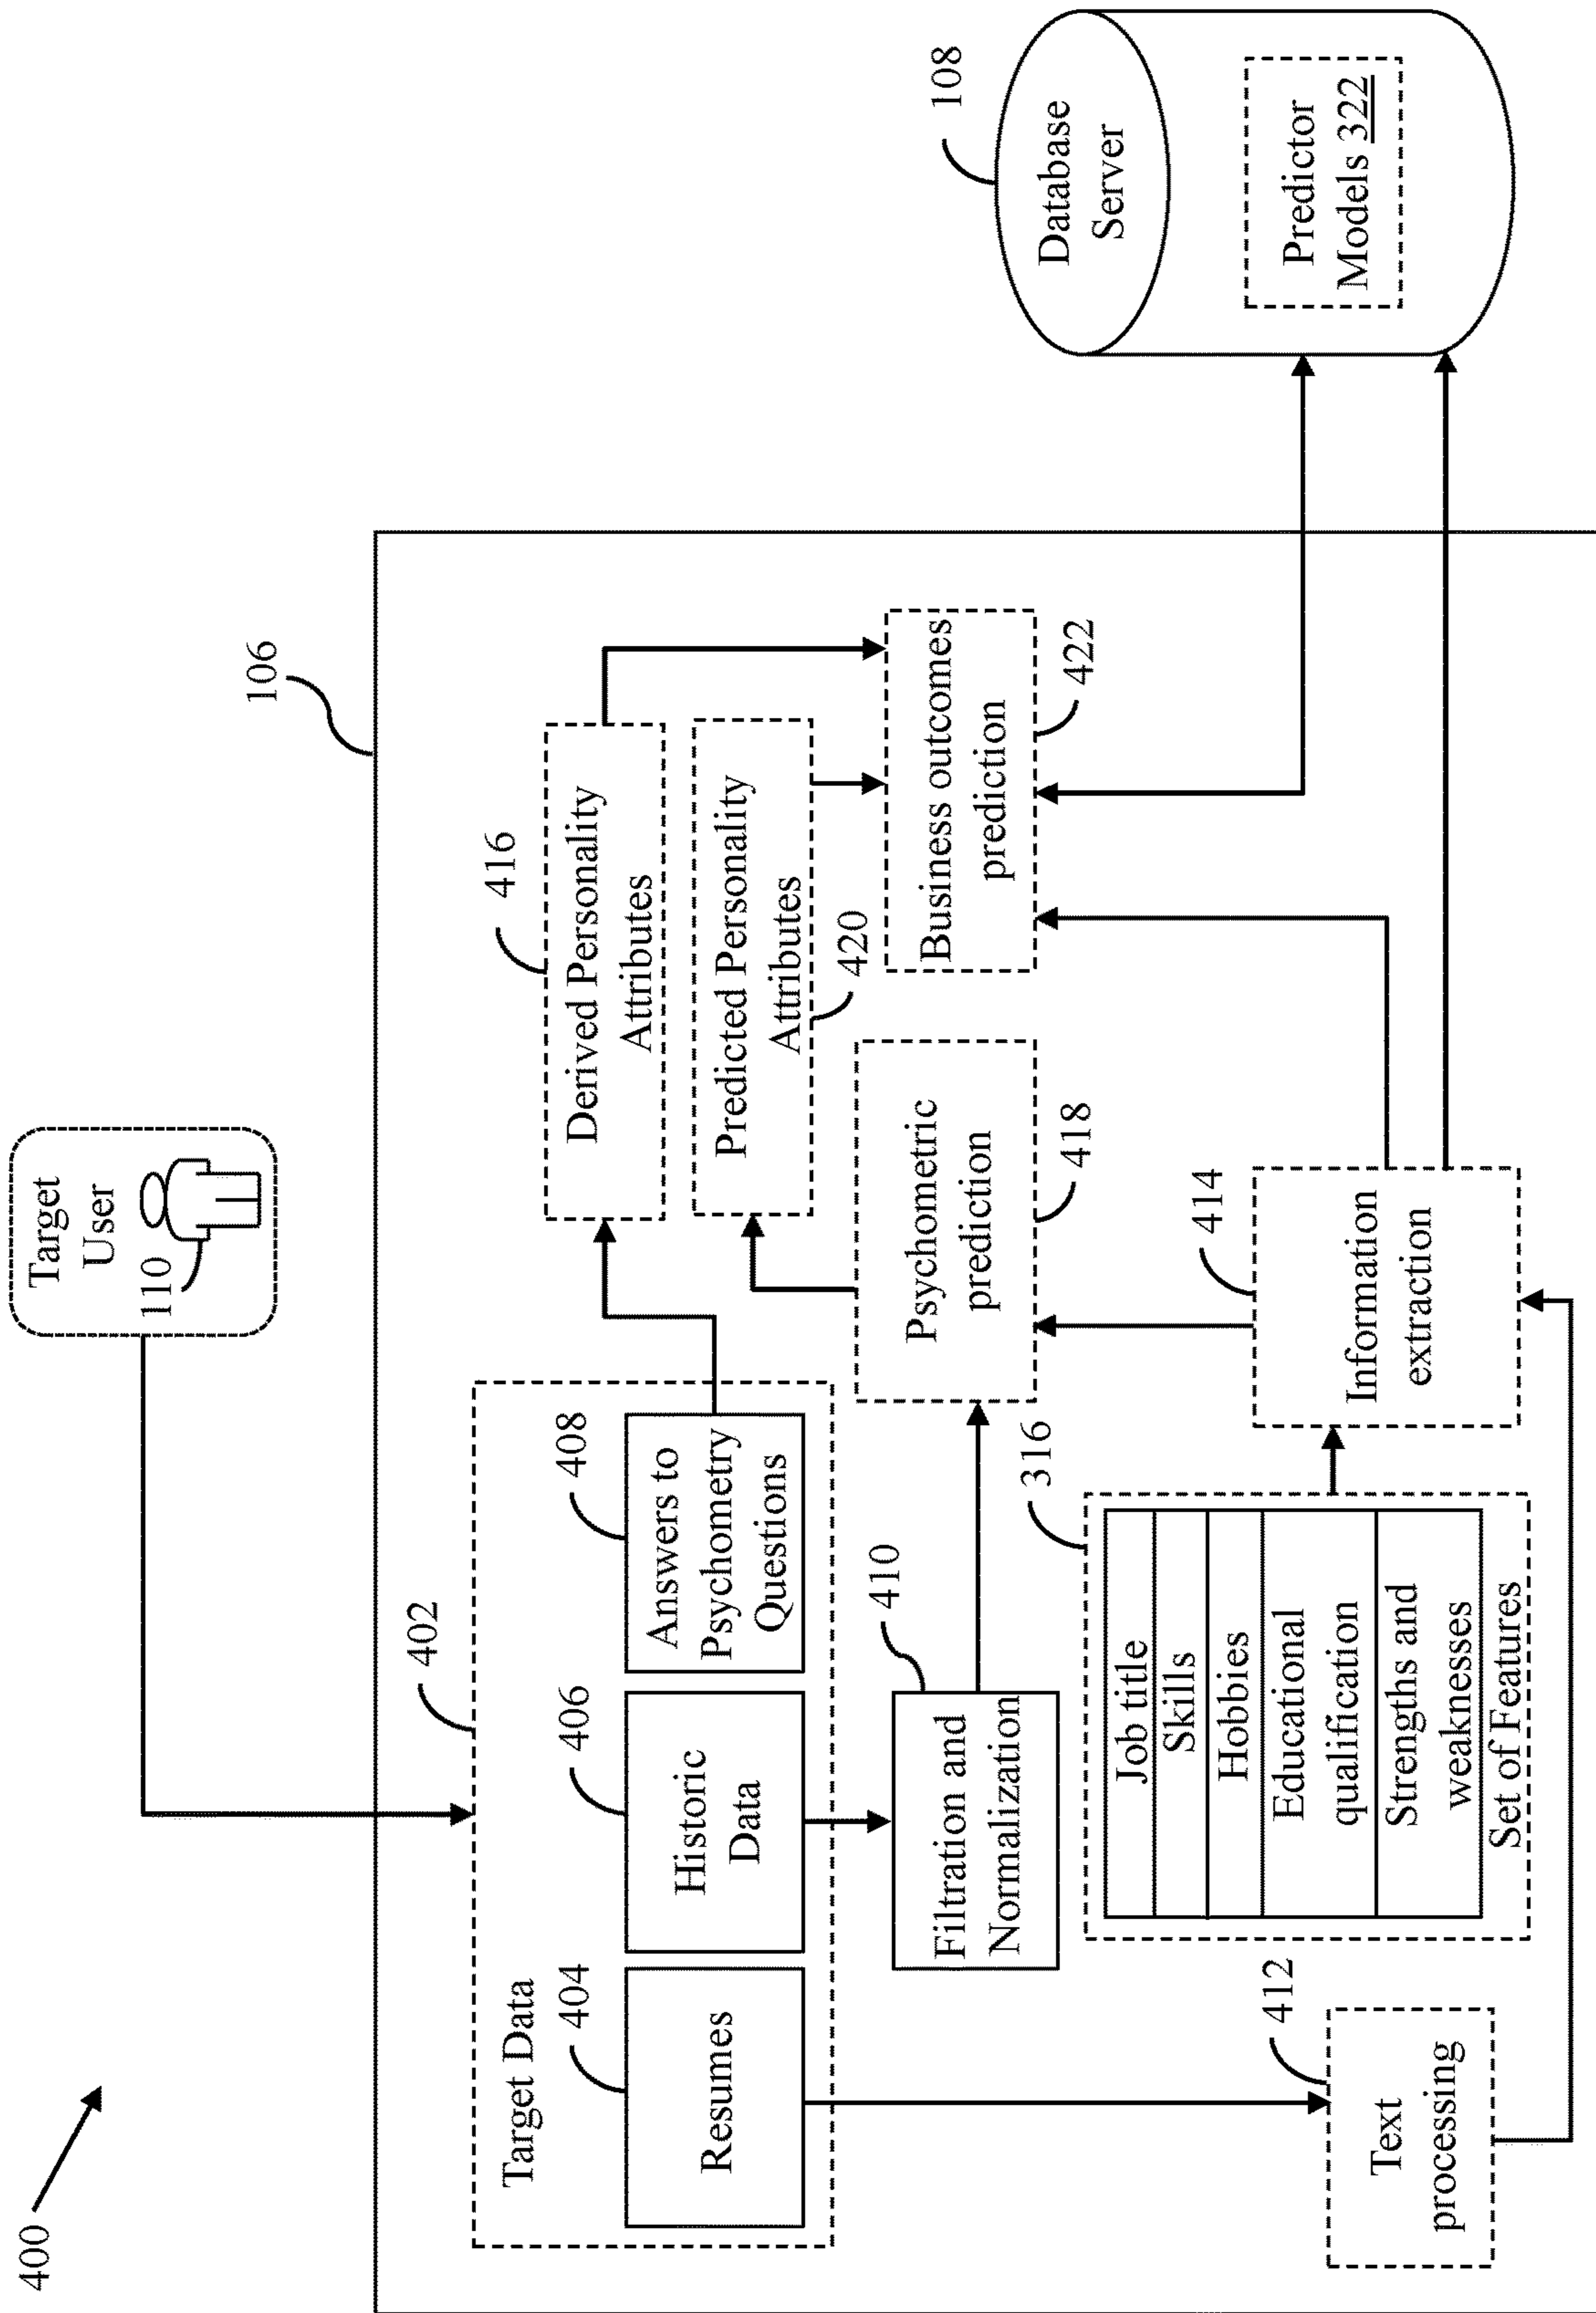 400
Target
User
110
106
402
Target Data
404
Resumes
406
Historic
Data
408
Answers to
Psychometry
Questions
416
Derived Personality
Attributes
Predicted Personality
Attributes
420
410
Filtration and
Normalization
Psychometric
prediction
418
Business outcomes
prediction
422
108
Database
Server
Predictor
Models 322
316
Job title
Skills
Hobbies
Educational
qualification
Strengths and
weaknesses
Set of Features
414
Information
extraction
412
Text
processing